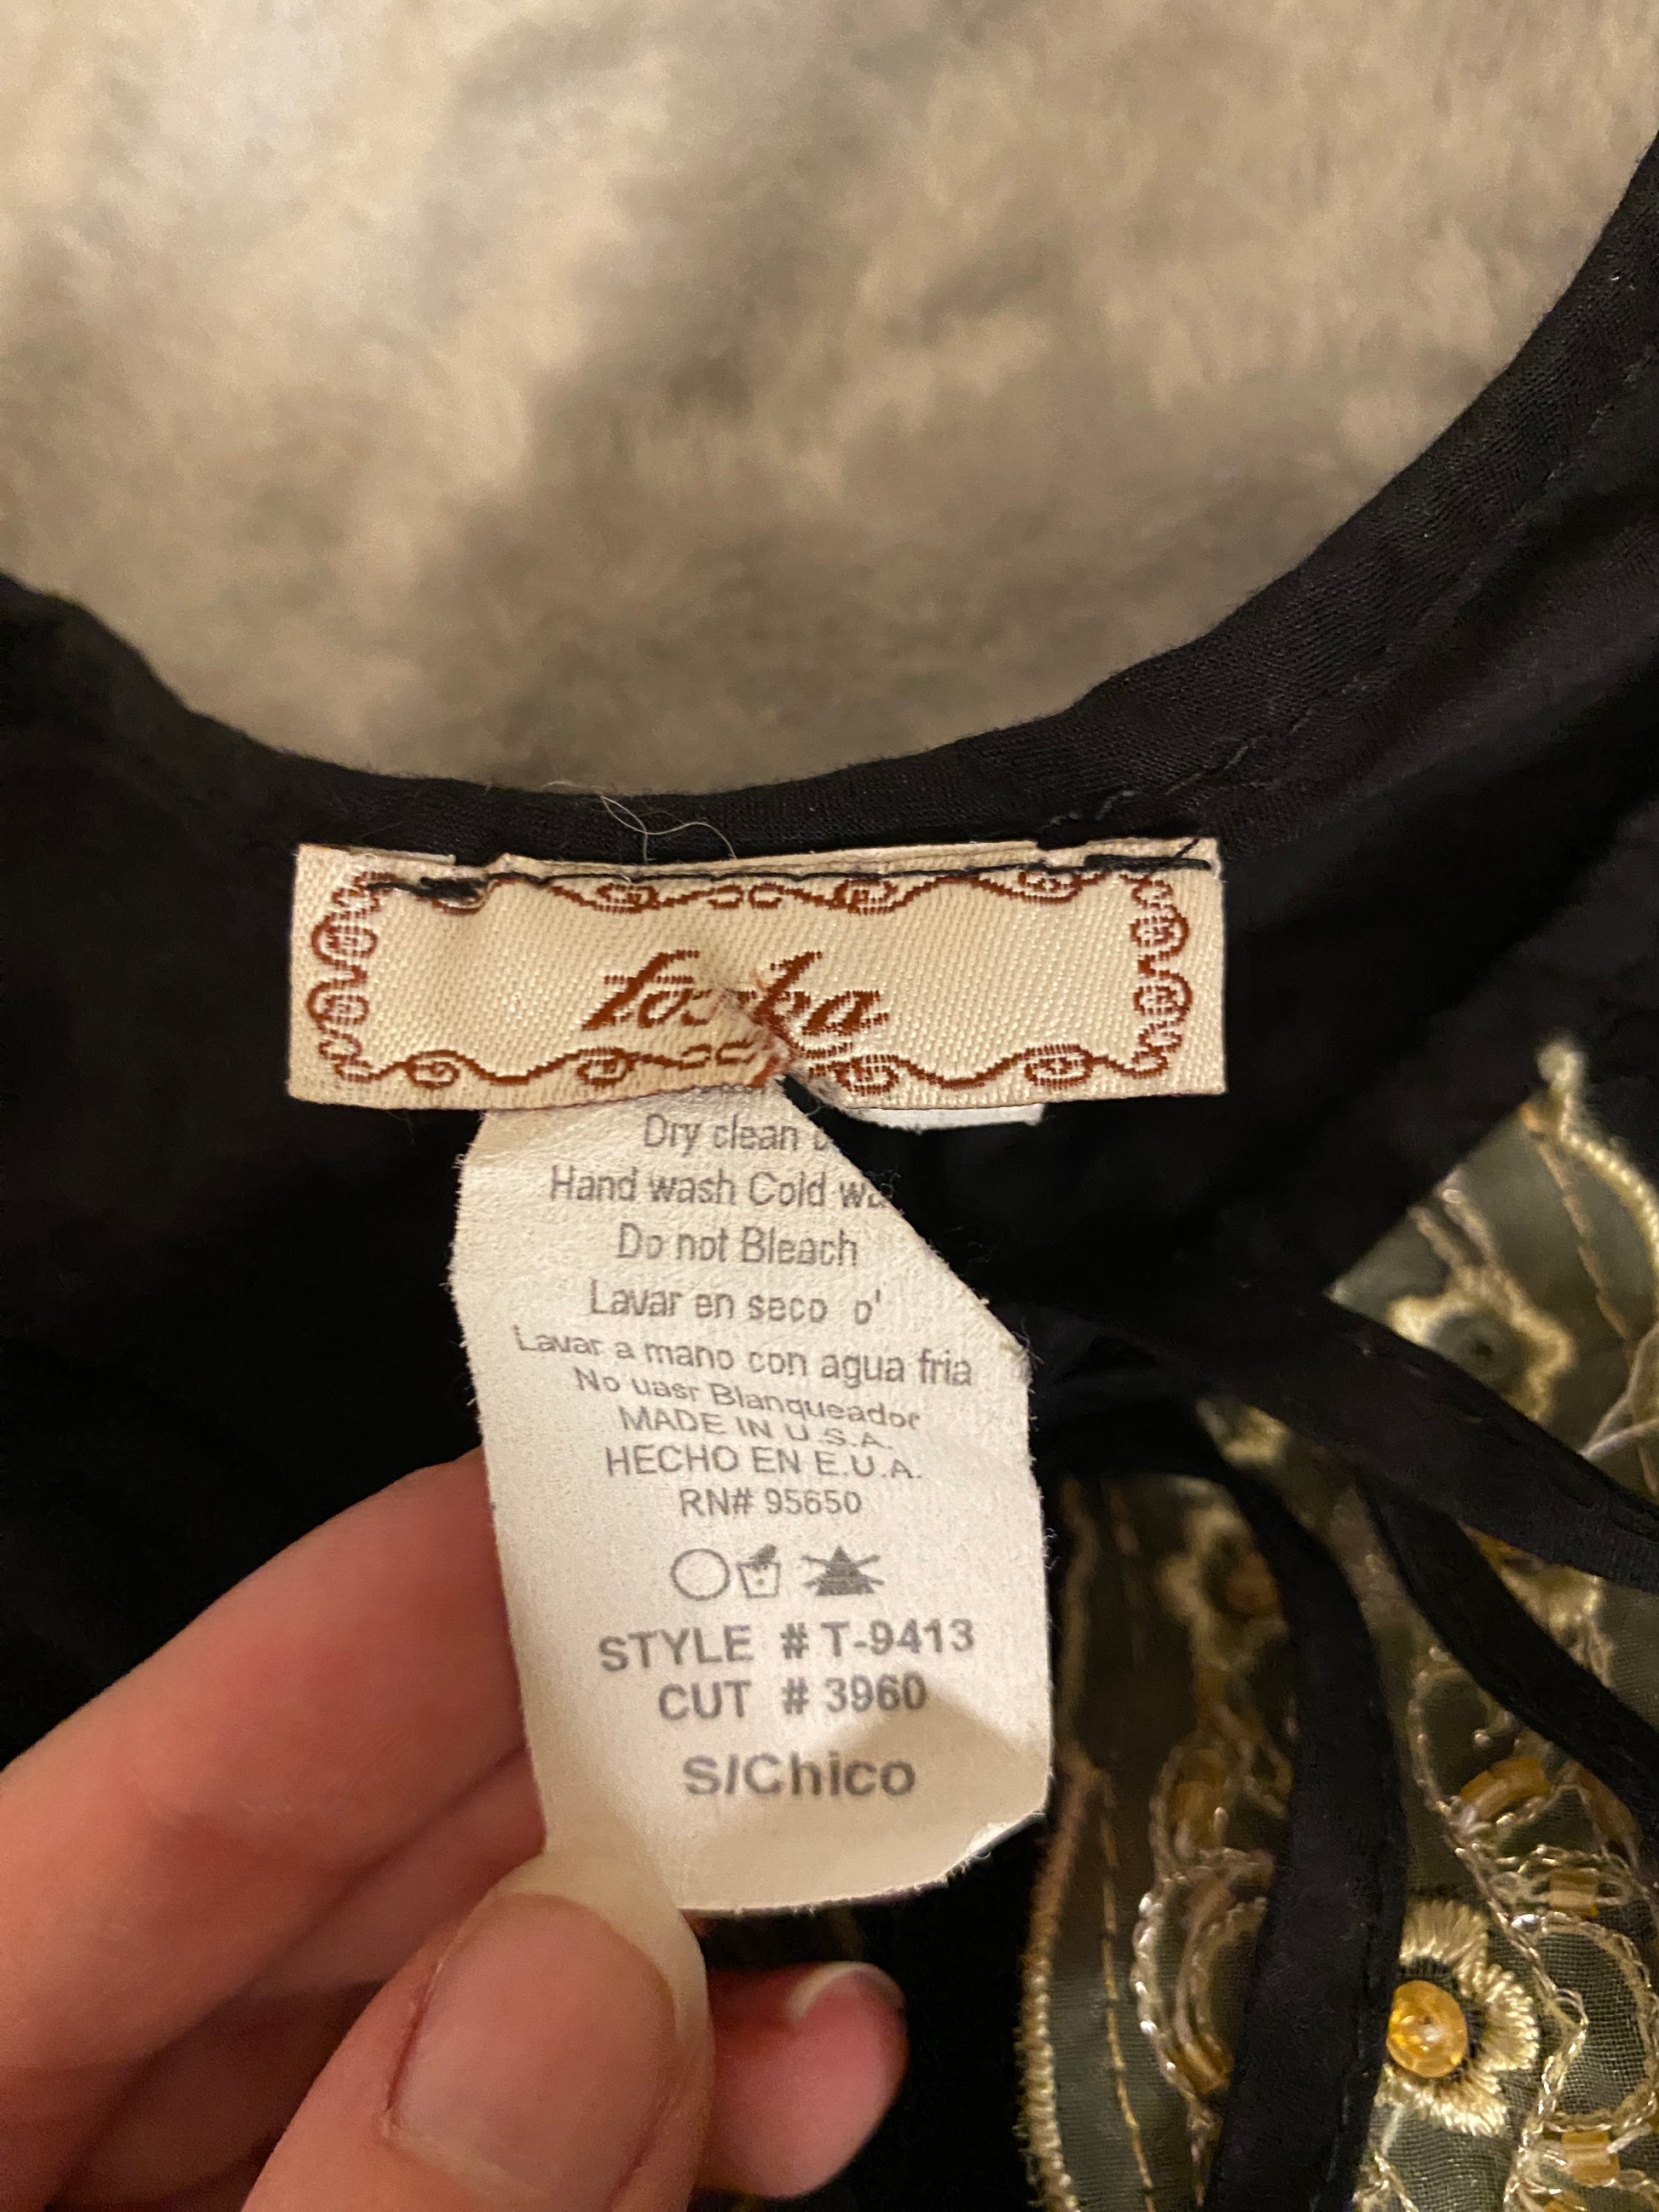 toska
Dry clean
Hand wash Cold
Do not Bleach
Lavar en seco o'
Lavar a mano con agua fria
No uasr Blanqueador
MADE IN U.S.A.
HECHO EN E.U.A.
RN# 95650
STYLE # T-9413
CUT # 3960
S/Chico